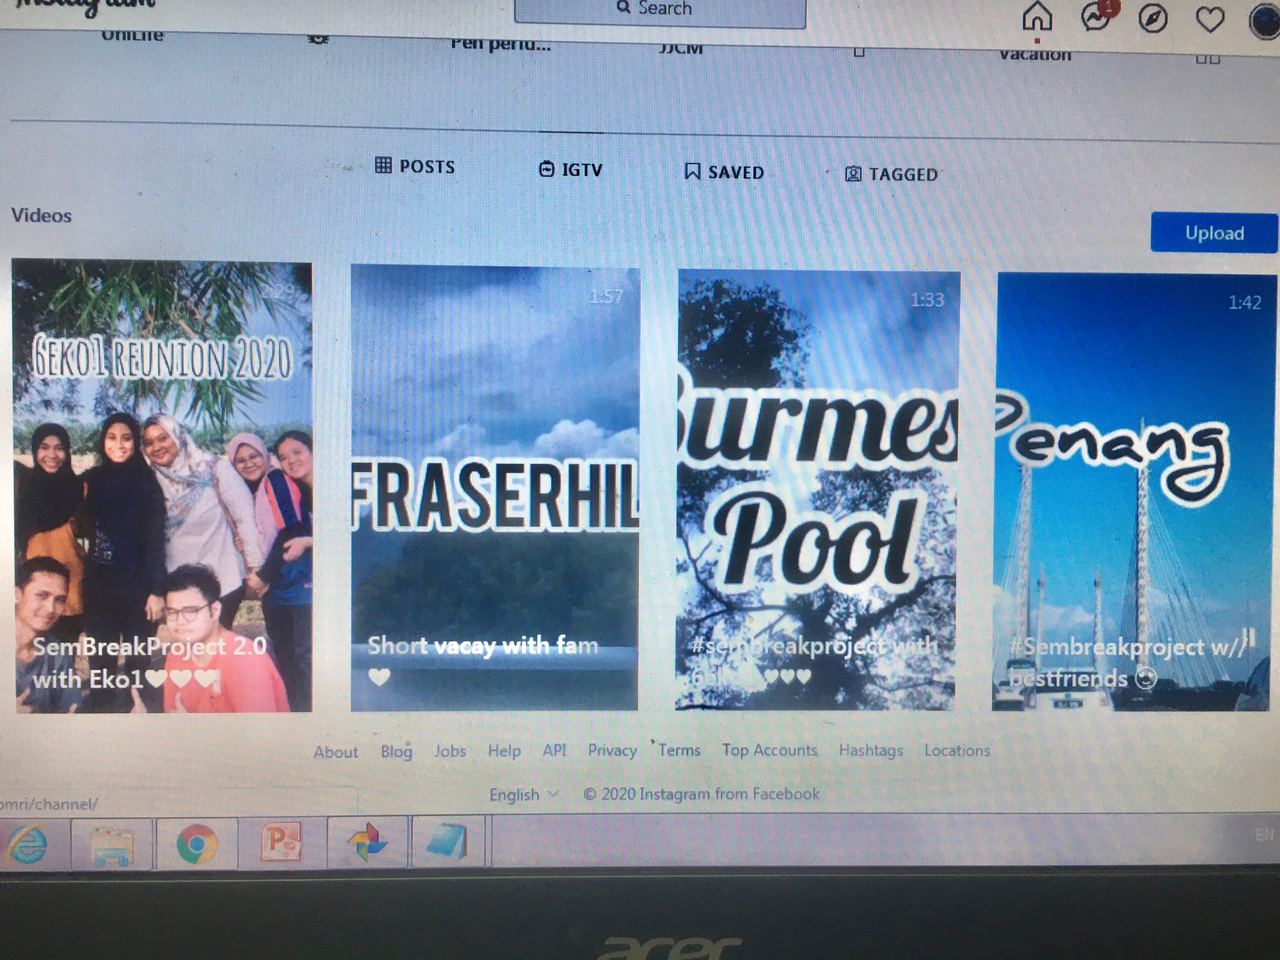 Instagram
Search
1
UniLife
Pen perlu...
JJCM
Vacation
POSTS
IGTV
SAVED
TAGGED
Videos
Upload
2:29
6EKO1 REUNION 2020
SemBreakProject 2.0
with Eko1♥♥♥
1:57
FRASERHIL
Short vacay with fam
♥
1:33
Burmes
Pool
#sembreakproject with
♥♥♥
1:42
Penang
#Sembreakproject w//
bestfriends
About Blog Jobs Help API Privacy Terms Top Accounts Hashtags Locations
English © 2020 Instagram from Facebook
omri/channel/
EN
acer